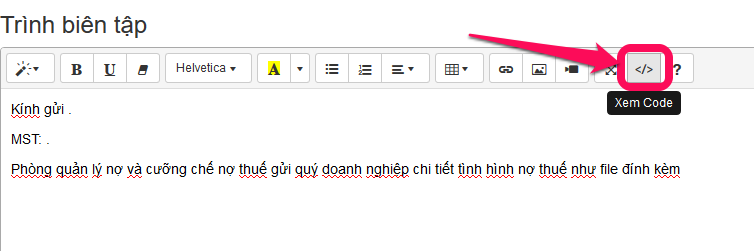 Trình biên tập
B U Helvetica A </> ?
Xem Code
Kính gửi .
MST: .
Phòng quản lý nợ và cưỡng chế nợ thuế gửi quý doanh nghiệp chi tiết tình hình nợ thuế như file đính kèm